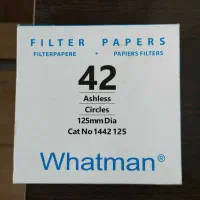 FILTER PAPERS
FILTERPAPERE • PAPIERS FILTERS
42
Ashless
Circles
125mm Dia
Cat No 1442 125
Whatman®